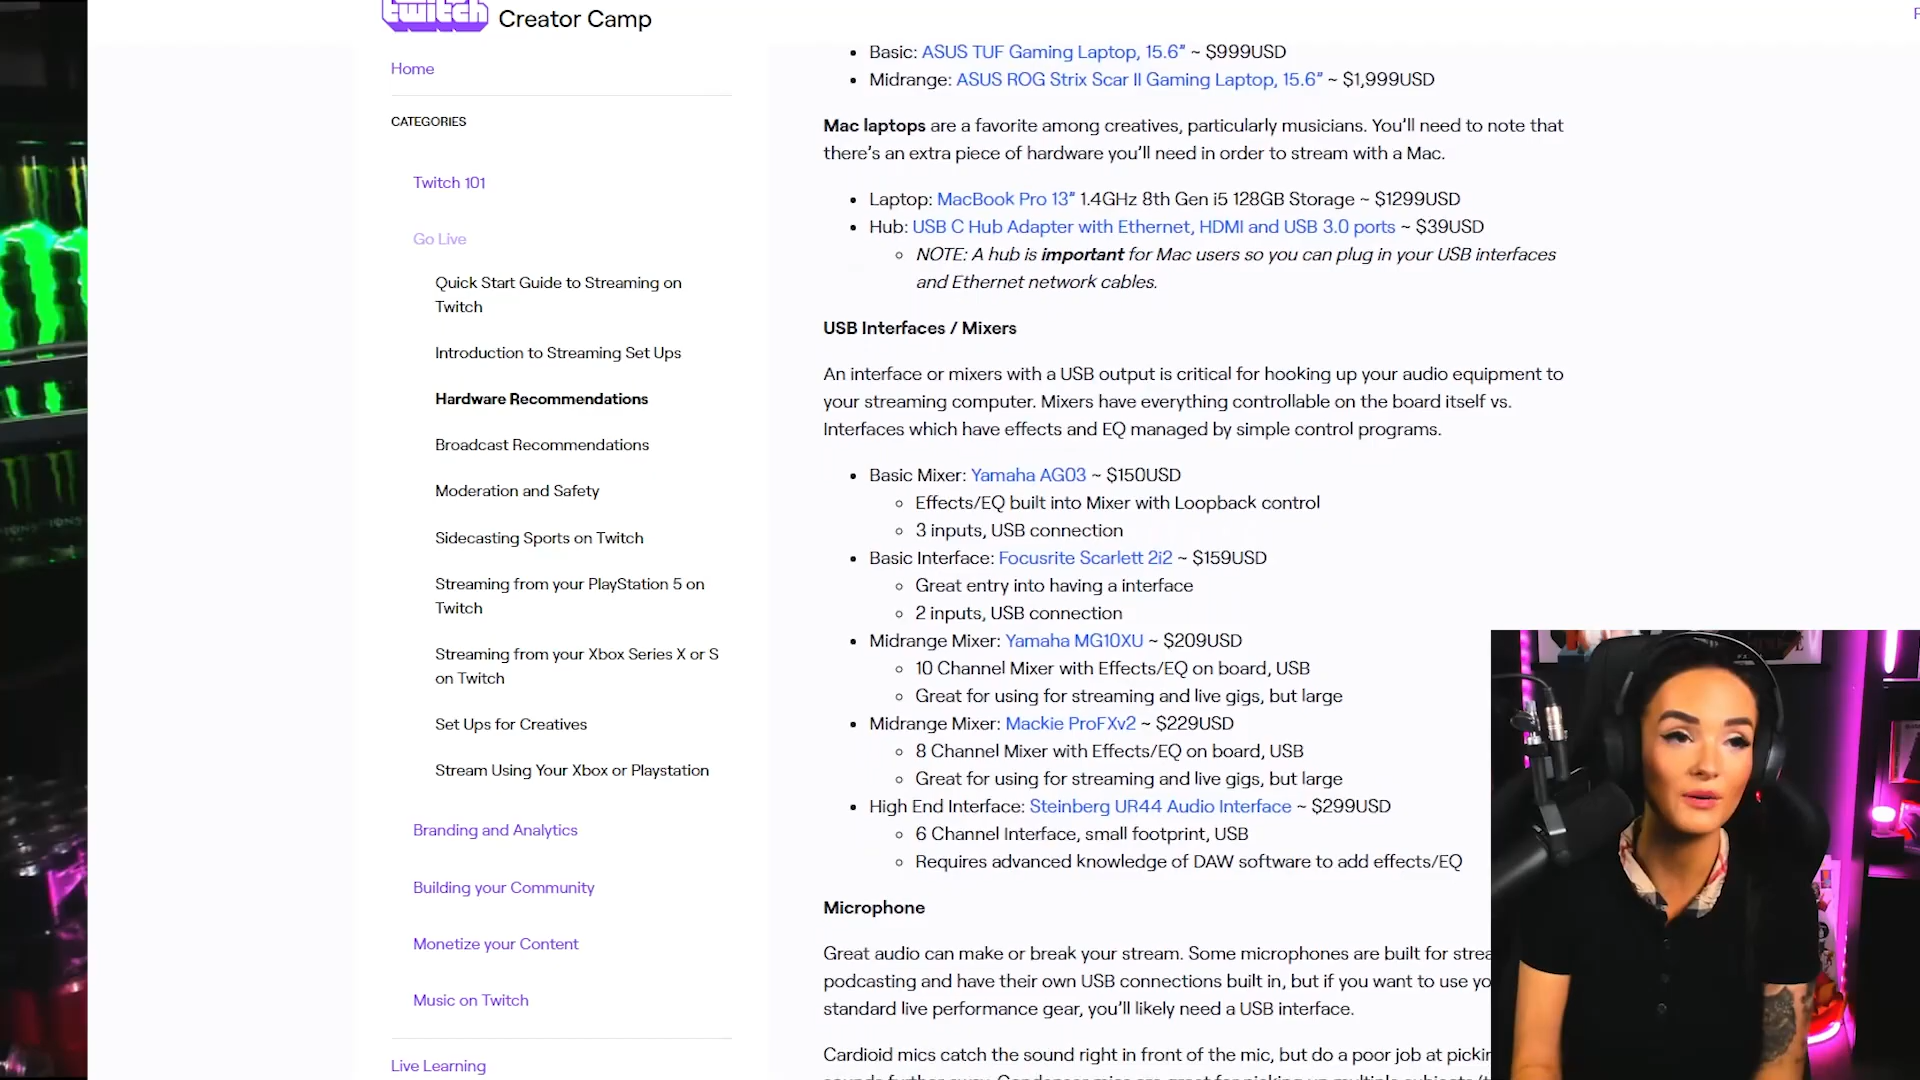 twitch Creator Camp
Home
CATEGORIES
Twitch 101
Go Live
Quick Start Guide to Streaming on
Twitch
Introduction to Streaming Set Ups
Hardware Recommendations
Broadcast Recommendations
Moderation and Safety
Sidecasting Sports on Twitch
Streaming from your PlayStation 5 on
Twitch
Streaming from your Xbox Series X or S
on Twitch
Set Ups for Creatives
Stream Using Your Xbox or Playstation
Branding and Analytics
Building your Community
Monetize your Content
Music on Twitch
Live Learning
Basic: ASUS TUF Gaming Laptop, 15.6” ~ $999USD
Midrange: ASUS ROG Strix Scar II Gaming Laptop, 15.6” ~ $1,999USD
Mac laptops are a favorite among creatives, particularly musicians. You’ll need to note that
there’s an extra piece of hardware you’ll need in order to stream with a Mac.
Laptop: MacBook Pro 13” 1.4GHz 8th Gen i5 128GB Storage ~ $1299USD
Hub: USB C Hub Adapter with Ethernet, HDMI and USB 3.0 ports ~ $39USD
NOTE: A hub is important for Mac users so you can plug in your USB interfaces
and Ethernet network cables.
USB Interfaces / Mixers
An interface or mixers with a USB output is critical for hooking up your audio equipment to
your streaming computer. Mixers have everything controllable on the board itself vs.
Interfaces which have effects and EQ managed by simple control programs.
Basic Mixer: Yamaha AG03 ~ $150USD
Effects/EQ built into Mixer with Loopback control
3 inputs, USB connection
Basic Interface: Focusrite Scarlett 2i2 ~ $159USD
Great entry into having a interface
2 inputs, USB connection
Midrange Mixer: Yamaha MG10XU ~ $209USD
10 Channel Mixer with Effects/EQ on board, USB
Great for using for streaming and live gigs, but large
Midrange Mixer: Mackie ProFXv2 ~ $229USD
8 Channel Mixer with Effects/EQ on board, USB
Great for using for streaming and live gigs, but large
High End Interface: Steinberg UR44 Audio Interface ~ $299USD
6 Channel Interface, small footprint, USB
Requires advanced knowledge of DAW software to add effects/EQ
Microphone
Great audio can make or break your stream. Some microphones are built for strea
podcasting and have their own USB connections built in, but if you want to use yo
standard live performance gear, you’ll likely need a USB interface.
Cardioid mics catch the sound right in front of the mic, but do a poor job at pickin